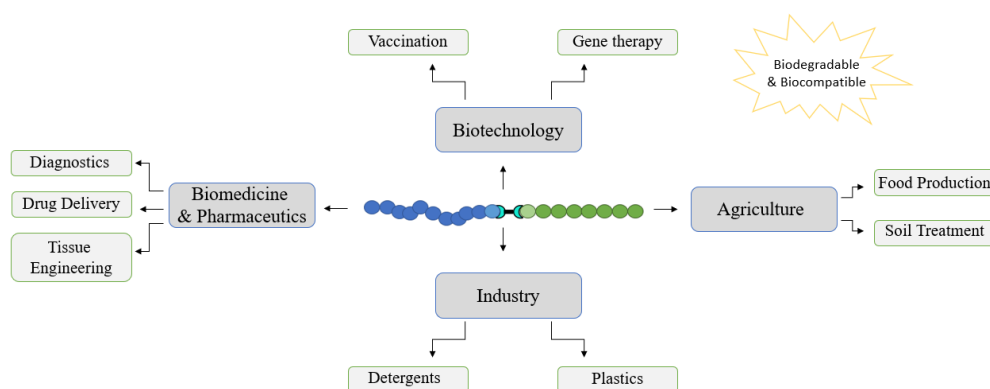 Vaccination
Gene therapy
Biodegradable
& Biocompatible
Biotechnology
Diagnostics
Drug Delivery
Tissue
Engineering
Biomedicine
& Pharmaceutics
Agriculture
Food Production
Soil Treatment
Industry
Detergents
Plastics